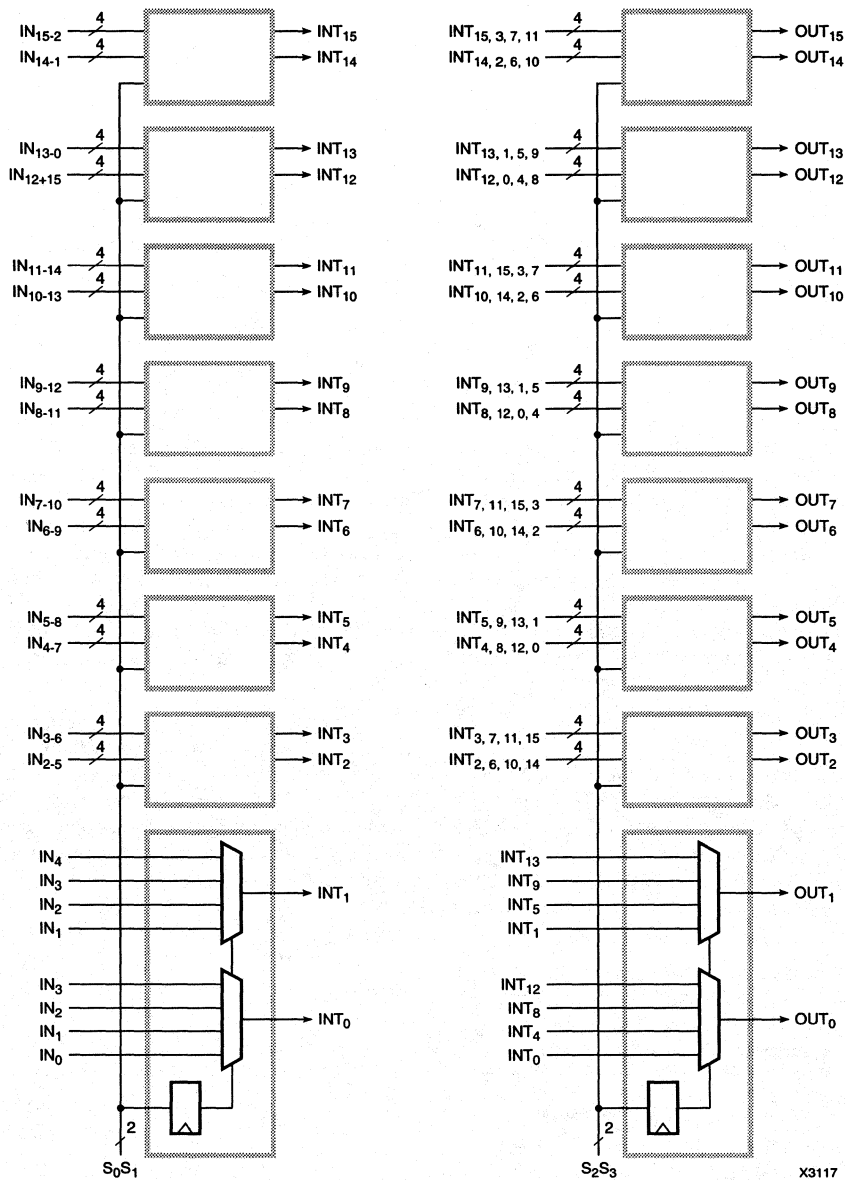 4
IN15-2 INT15
4
IN14-1 INT14
4
IN13-0 INT13
4
IN12+15 INT12
4
IN11-14 INT11
4
IN10-13 INT10
4
IN9-12 INT9
4
IN8-11 INT8
4
IN7-10 INT7
4
IN6-9 INT6
4
IN5-8 INT5
4
IN4-7 INT4
4
IN3-6 INT3
4
IN2-5 INT2
IN4
IN3
IN2 INT1
IN1
IN3
IN2
IN1 INT0
IN0
2
S0S1
4
INT15, 3, 7, 11 OUT15
4
INT14, 2, 6, 10 OUT14
4
INT13, 1, 5, 9 OUT13
4
INT12, 0, 4, 8 OUT12
4
INT11, 15, 3, 7 OUT11
4
INT10, 14, 2, 6 OUT10
4
INT9, 13, 1, 5 OUT9
4
INT8, 12, 0, 4 OUT8
4
INT7, 11, 15, 3 OUT7
4
INT6, 10, 14, 2 OUT6
4
INT5, 9, 13, 1 OUT5
4
INT4, 8, 12, 0 OUT4
4
INT3, 7, 11, 15 OUT3
4
INT2, 6, 10, 14 OUT2
INT13
INT9
INT5 OUT1
INT1
INT12
INT8
INT4 OUT0
INT0
2
S2S3
X3117